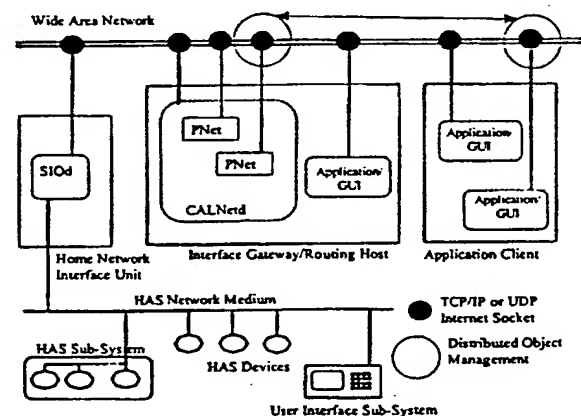 Wide Area Network
PNet
PNet
SIOd
CALNetd
Application/
GUI
Application/
GUI
Application/
GUI
Home Network
Interface Unit
Interface Gateway/Routing Host
Application Client
HAS Network Medium
TCP/IP or UDP
Internet Socket
HAS Sub-System
HAS Devices
Distributed Object
Management
User Interface Sub-System